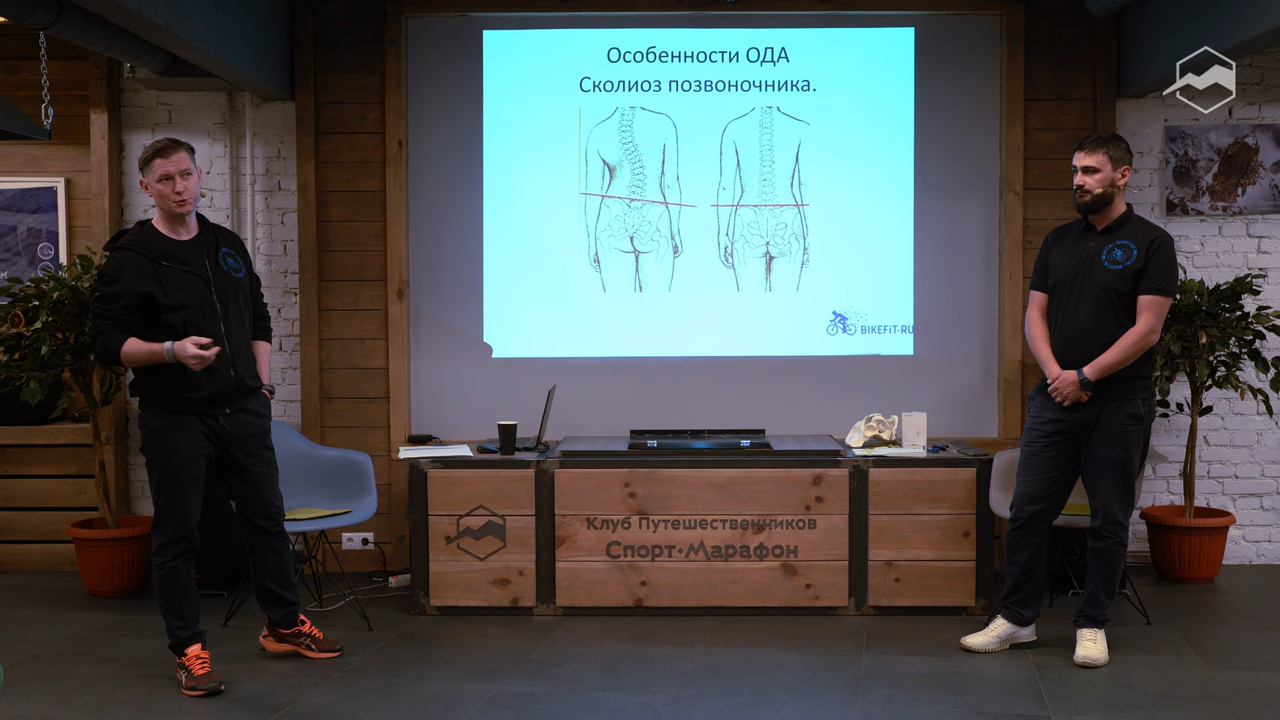 Особенности ОДА
Сколиоз позвоночника.
BIKEFIT-RU
Клуб Путешественников
Спорт-Марафон